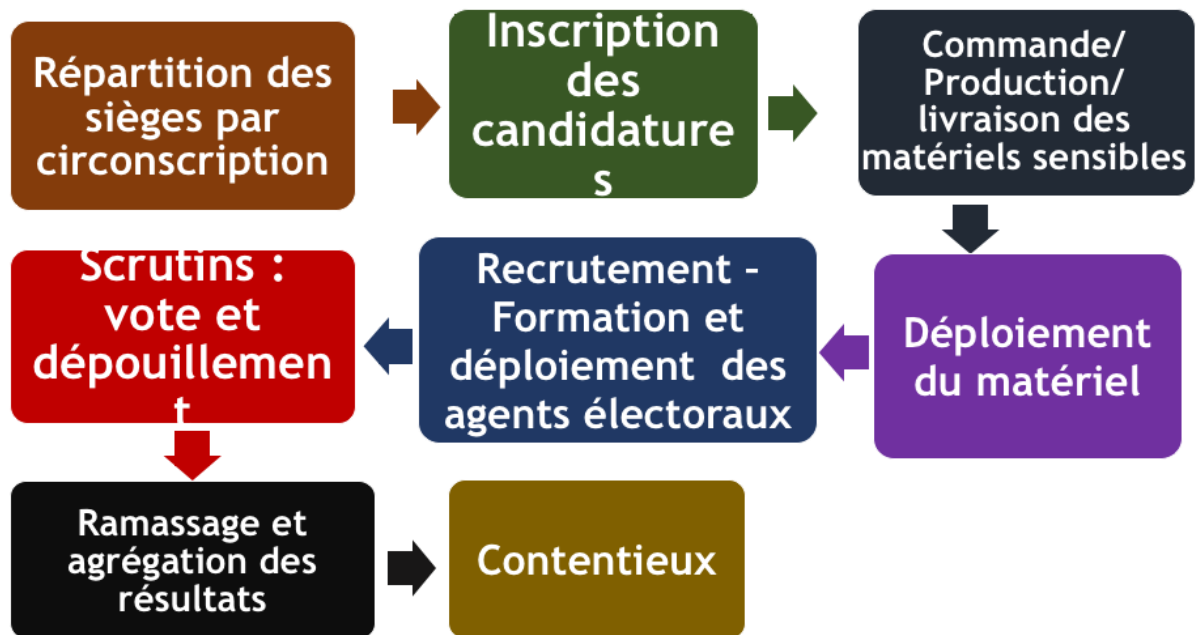 Répartition des
sièges par
circonscription
Inscription
des
candidature
s
Commande/
Production/
livraison des
matériels sensibles
Déploiement
du matériel
Recrutement –
Formation et
déploiement des
agents électoraux
Scrutins :
vote et
dépouillemen
t
Ramassage et
agrégation des
résultats
Contentieux